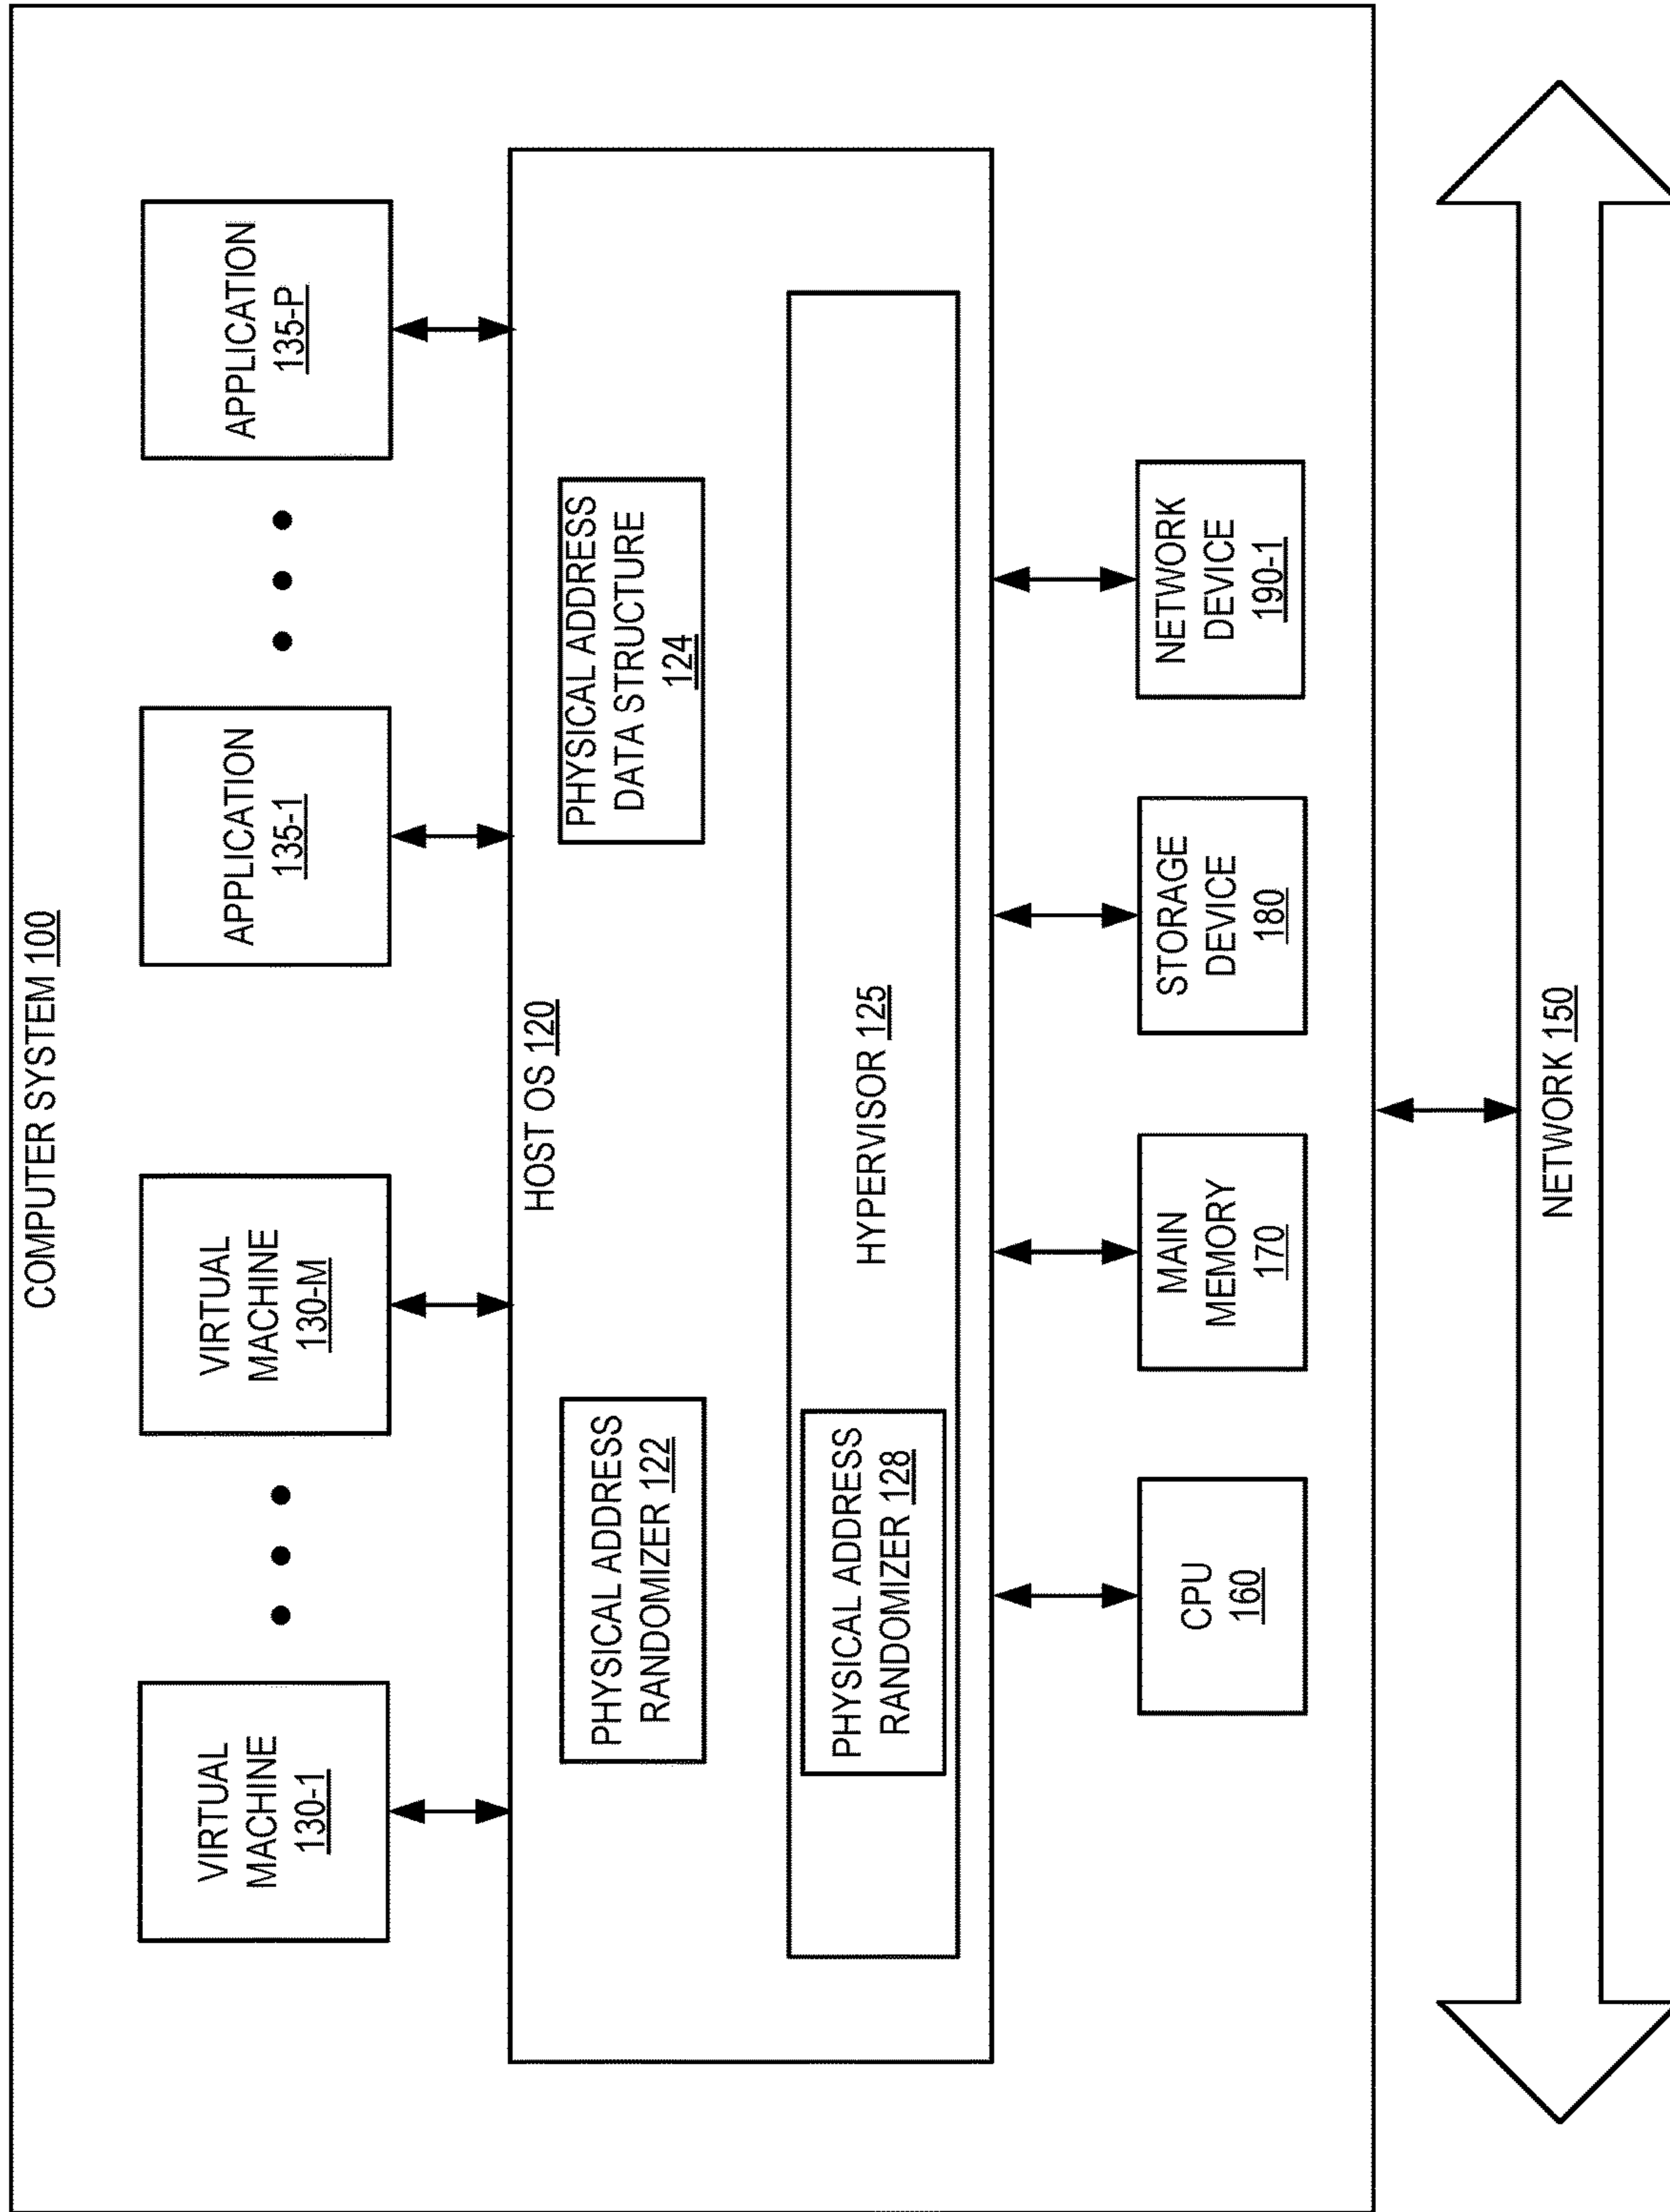 COMPUTER SYSTEM 100
VIRTUAL
MACHINE
130-1
VIRTUAL
MACHINE
130-M
APPLICATION
135-1
APPLICATION
135-P
HOST OS 120
PHYSICAL ADDRESS
RANDOMIZER 122
PHYSICAL ADDRESS
DATA STRUCTURE
124
PHYSICAL ADDRESS
RANDOMIZER 128
HYPERVISOR 125
CPU
160
MAIN
MEMORY
170
STORAGE
DEVICE
180
NETWORK
DEVICE
190-1
NETWORK 150